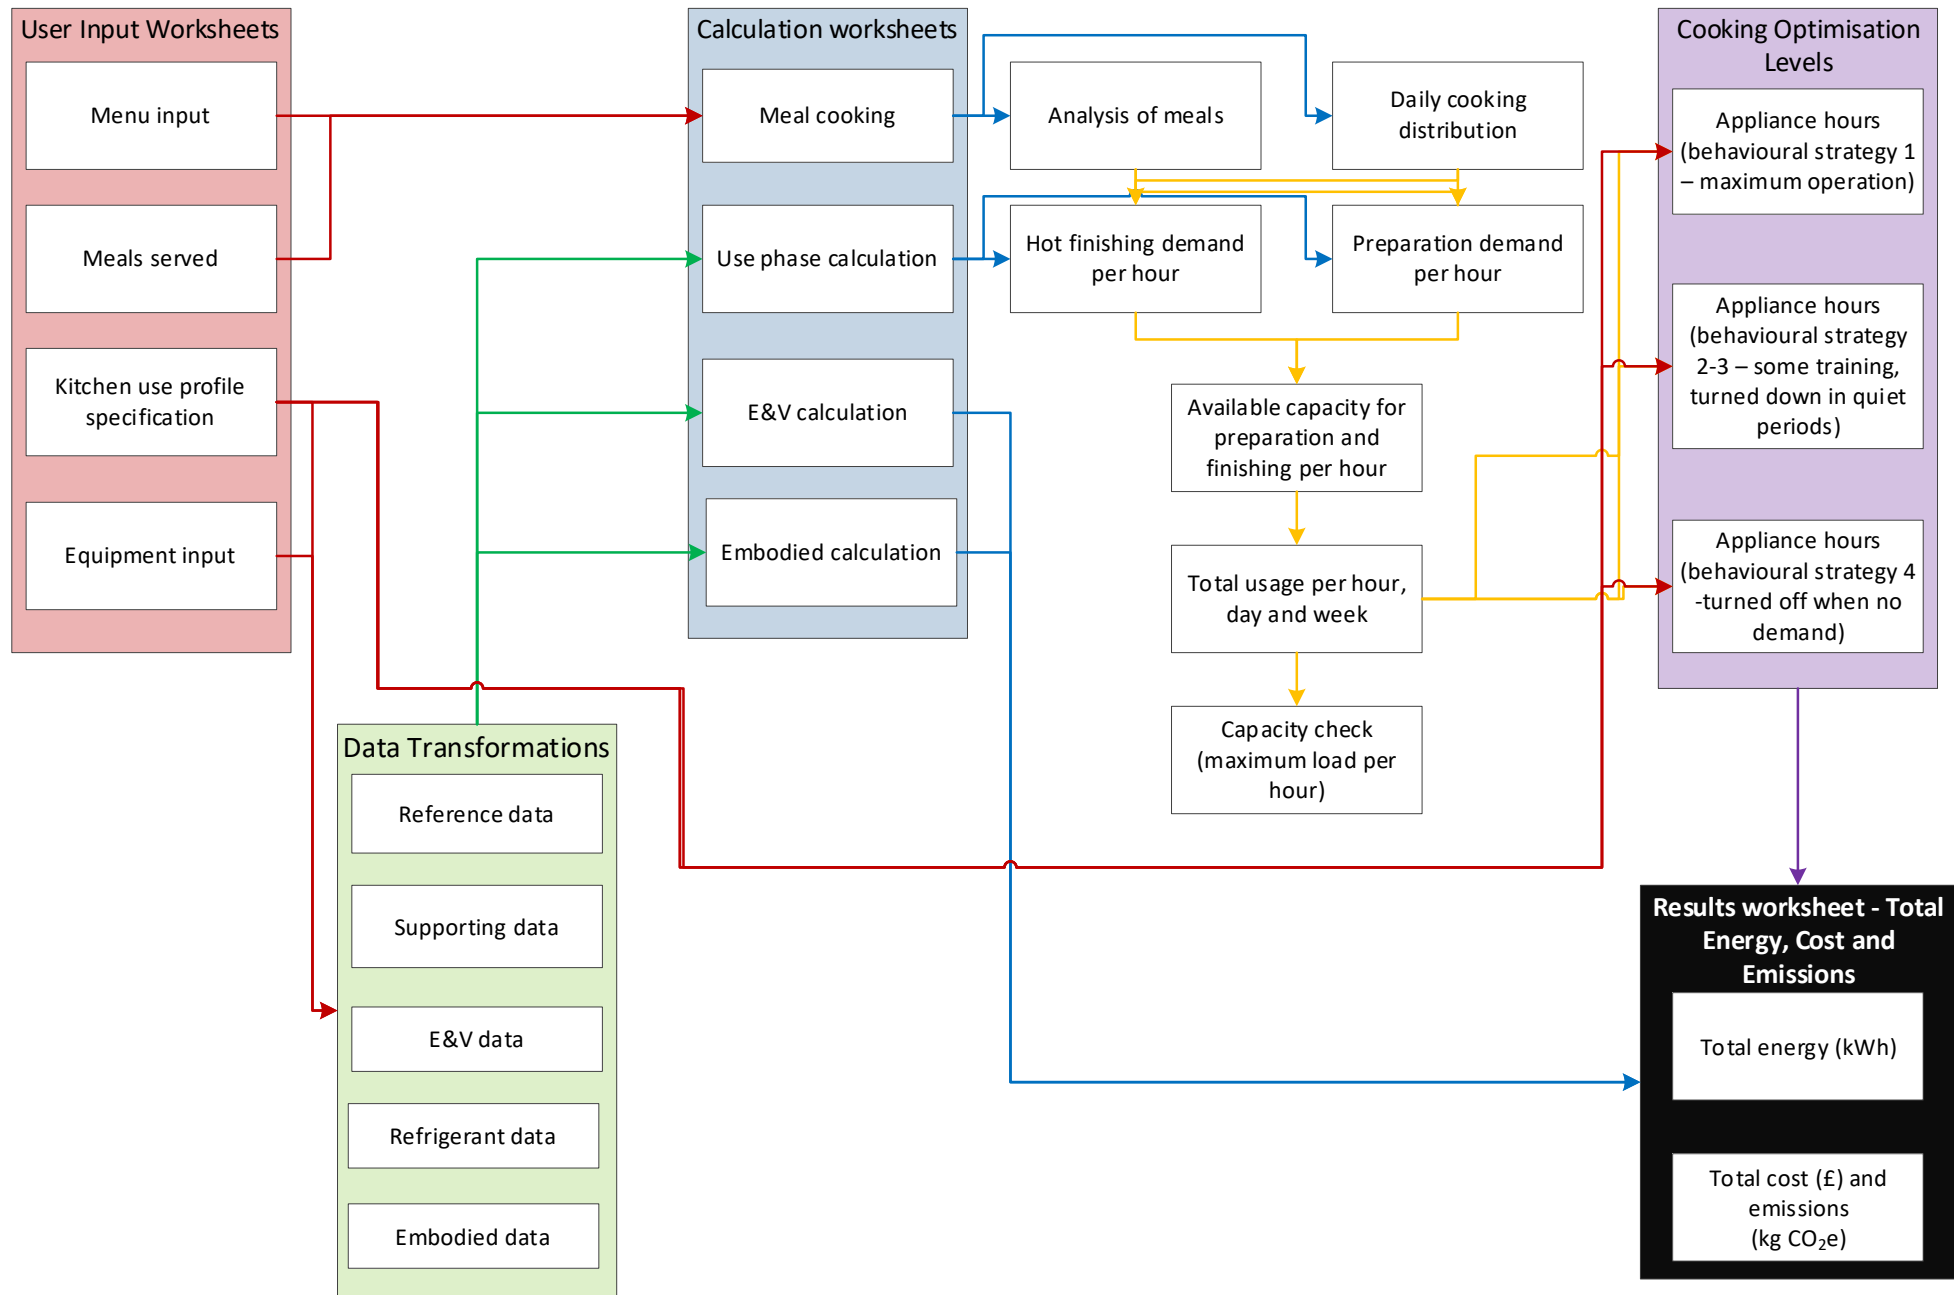 User Input Worksheets
Menu input
Meals served
Kitchen use profile
specification
Equipment input
Data Transformations
Reference data
Supporting data
E&V data
Refrigerant data
Embodied data
Calculation worksheets
Meal cooking
Use phase calculation
E&V calculation
Embodied calculation
Analysis of meals
Daily cooking
distribution
Hot finishing demand
per hour
Preparation demand
per hour
Available capacity for
preparation and
finishing per hour
Total usage per hour,
day and week
Capacity check
(maximum load per
hour)
Cooking Optimisation
Levels
Appliance hours
(behavioural strategy 1
– maximum operation)
Appliance hours
(behavioural strategy
2-3 – some training,
turned down in quiet
periods)
Appliance hours
(behavioural strategy 4
-turned off when no
demand)
Results worksheet - Total
Energy, Cost and
Emissions
Total energy (kWh)
Total cost (£) and
emissions
(kg CO₂e)